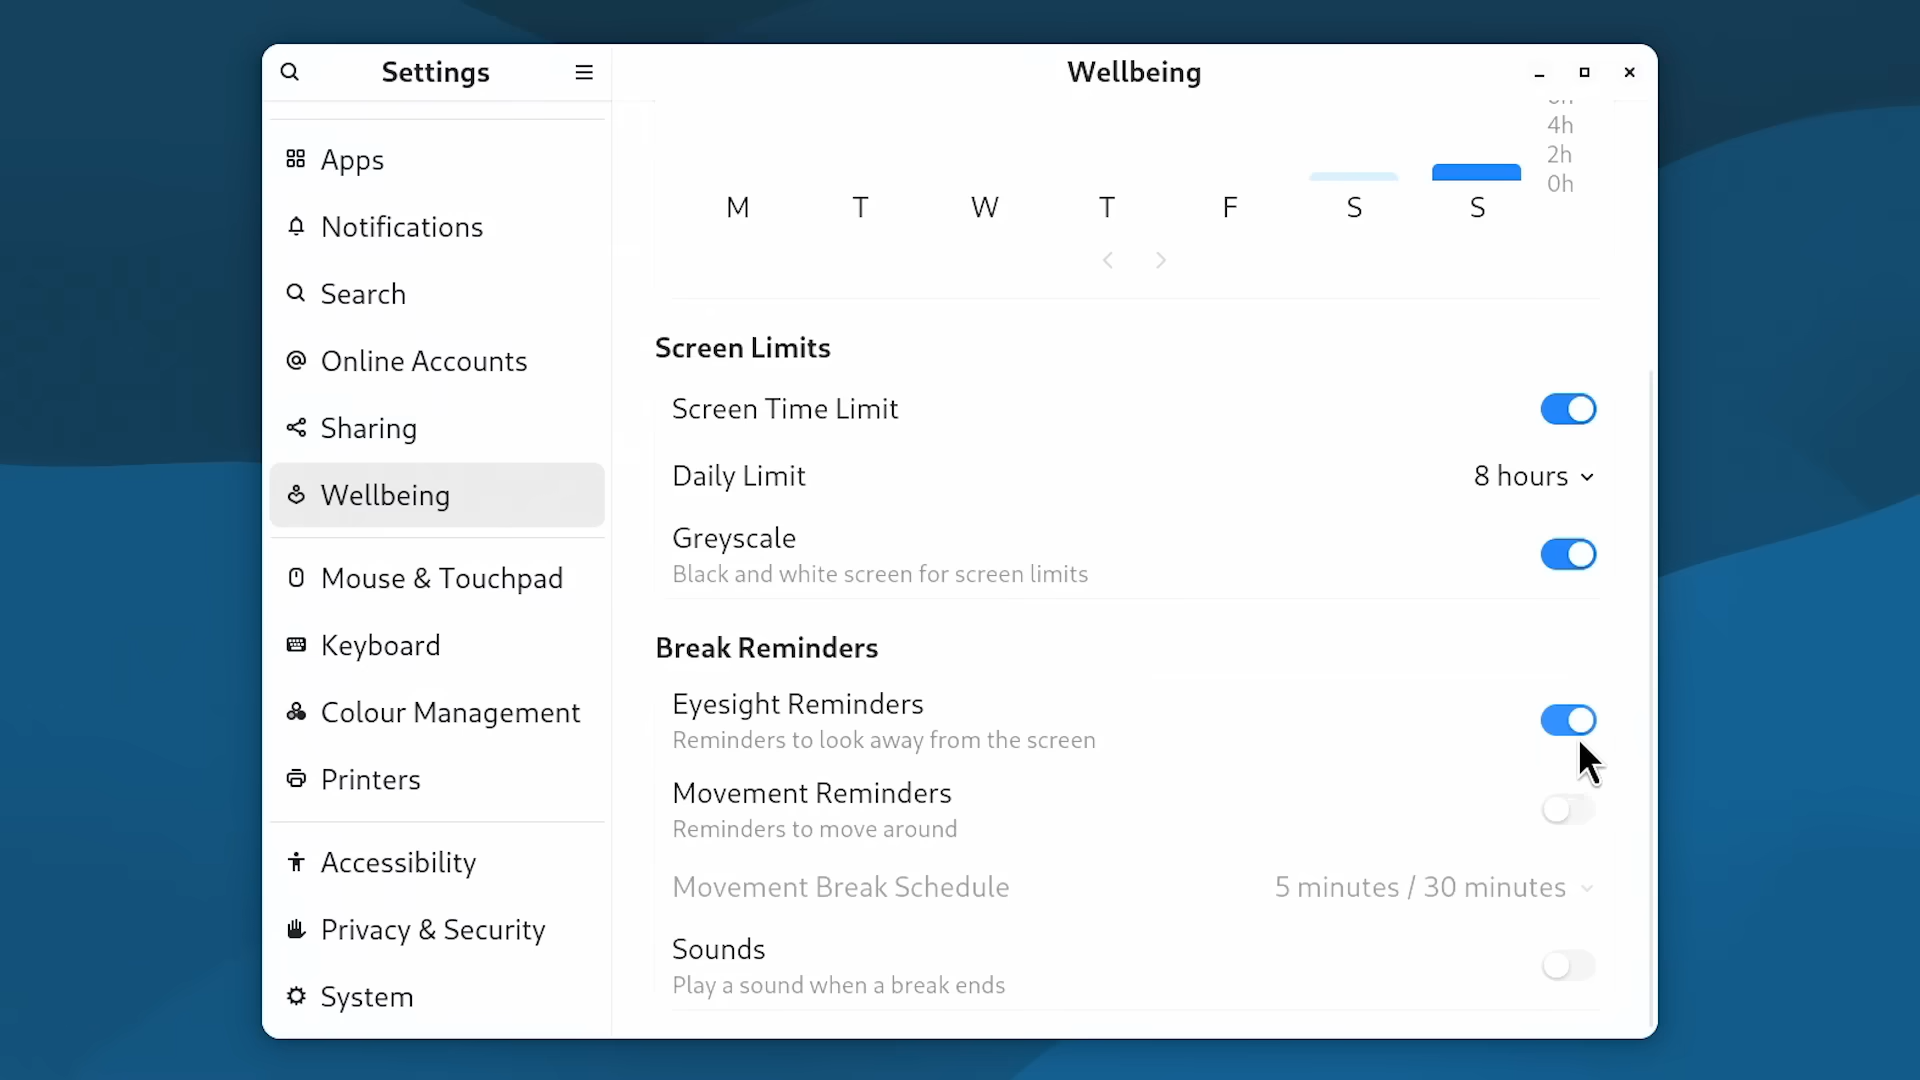 Settings
Apps
Notifications
Search
Online Accounts
Sharing
Wellbeing
Mouse & Touchpad
Keyboard
Colour Management
Printers
Accessibility
Privacy & Security
System
Wellbeing
4h
2h
0h
M T W T F S S
Screen Limits
Screen Time Limit
Daily Limit 8 hours
Greyscale
Black and white screen for screen limits
Break Reminders
Eyesight Reminders
Reminders to look away from the screen
Movement Reminders
Reminders to move around
Movement Break Schedule 5 minutes / 30 minutes
Sounds
Play a sound when a break ends